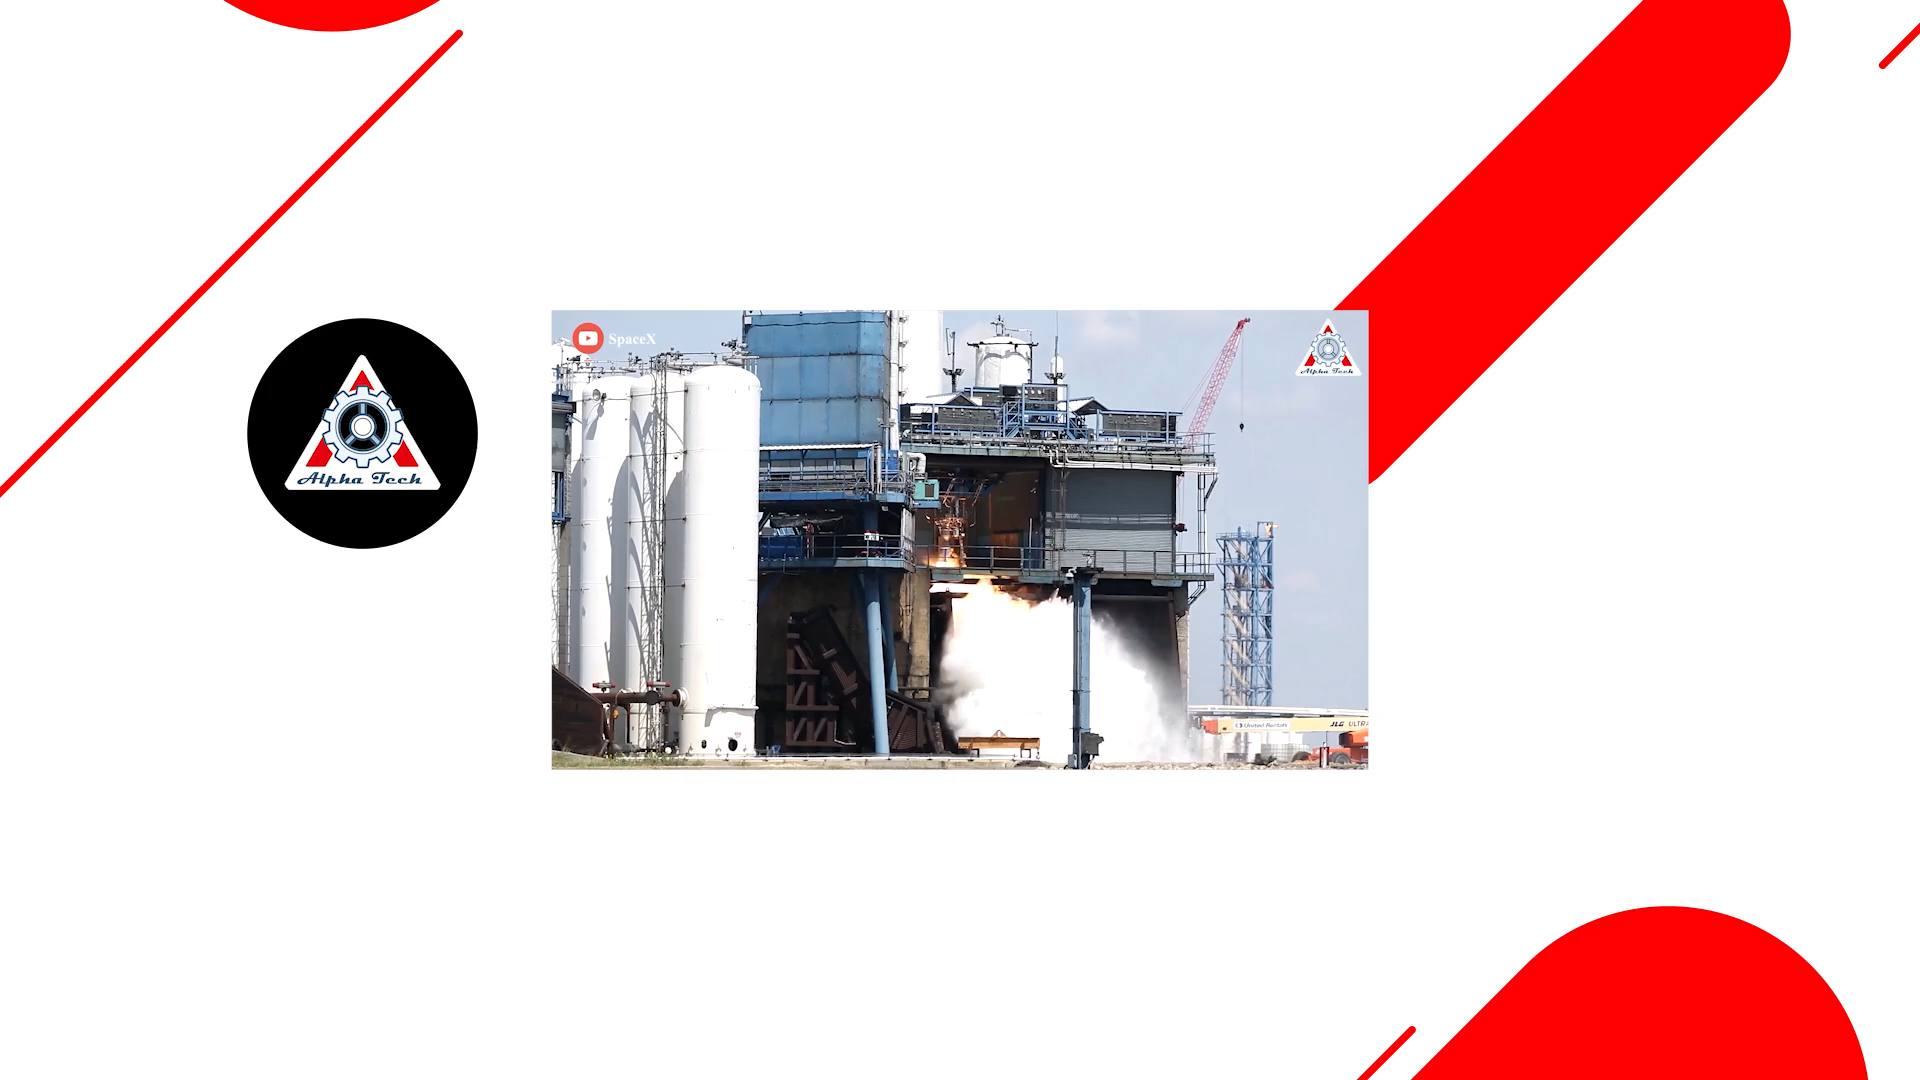 SpaceX
Alpha Tech
Alpha Tech
United Rentals
JLG ULTRA